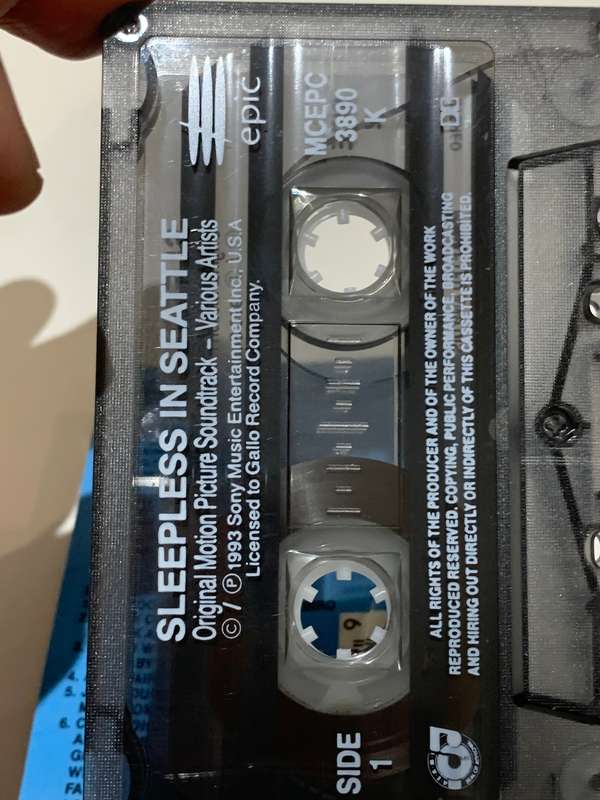 SLEEPLESS IN SEATTLE
Original Motion Picture Soundtrack – Various Artists
© / ℗ 1993 Sony Music Entertainment Inc., U.S.A
Licensed to Gallo Record Company.
epic
MCEPC
3890
K
SIDE
1
ALL RIGHTS OF THE PRODUCER AND OF THE OWNER OF THE WORK
REPRODUCED RESERVED. COPYING, PUBLIC PERFORMANCE, BROADCASTING
AND HIRING OUT DIRECTLY OR INDIRECTLY OF THIS CASSETTE IS PROHIBITED.